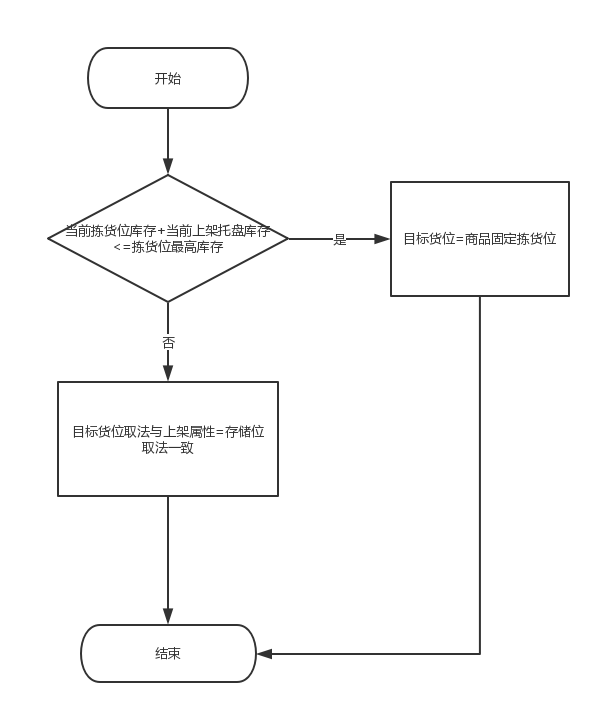 开始
当前拣货位库存+当前上架托盘库存
<=拣货位最高库存
是
目标货位=商品固定拣货位
否
目标货位取法与上架属性=存储位
取法一致
结束